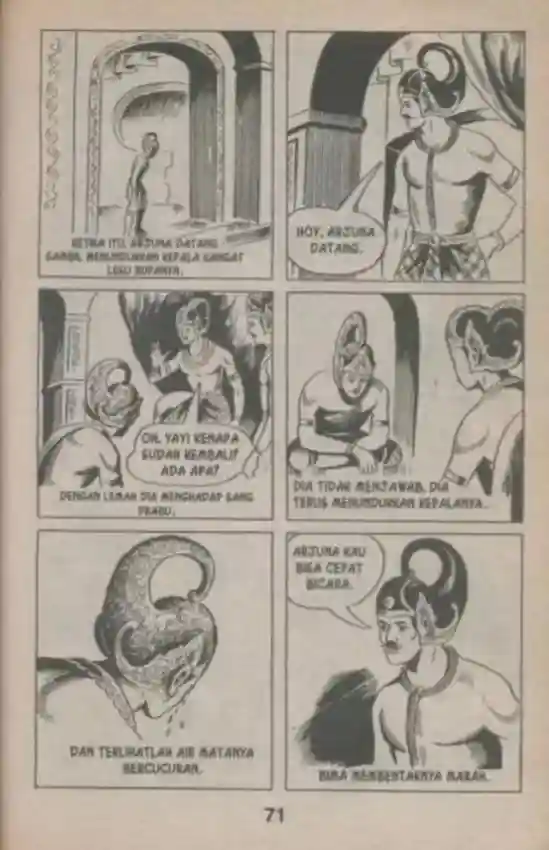 KETIKA ITU, ARJUNA DATANG
SAMBIL MENUNDUKKAN KEPALA SANGAT
LESU RUPANYA.
HOY, ARJUNA
DATANG.
OH, YAYI KENAPA
SUDAH KEMBALI?
ADA APA?
DENGAN LEMAH DIA MENGHADAP SANG
PRABU.
DIA TIDAK MENJAWAB, DIA
TERUS MENUNDUKKAN KEPALANYA.
DAN TERLIHATLAH AIR MATANYA
BERCUCURAN.
ARJUNA KAU
BISA CEPAT
BICARA.
BIMA MEMBENTAKNYA MARAH.
71